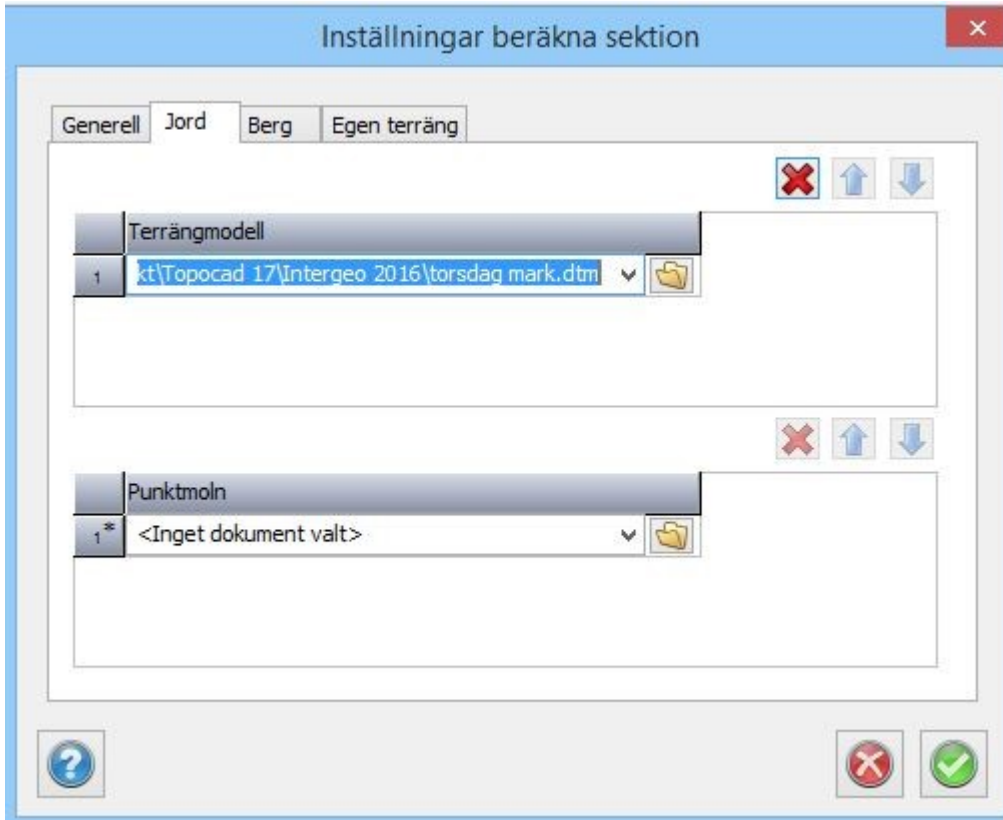 Inställningar beräkna sektion
Generell Jord Berg Egen terräng
Terrängmodell
1 kt\Topocad 17\Intergeo 2016\torsdag mark.dtm
Punktmoln
1* <Inget dokument valt>